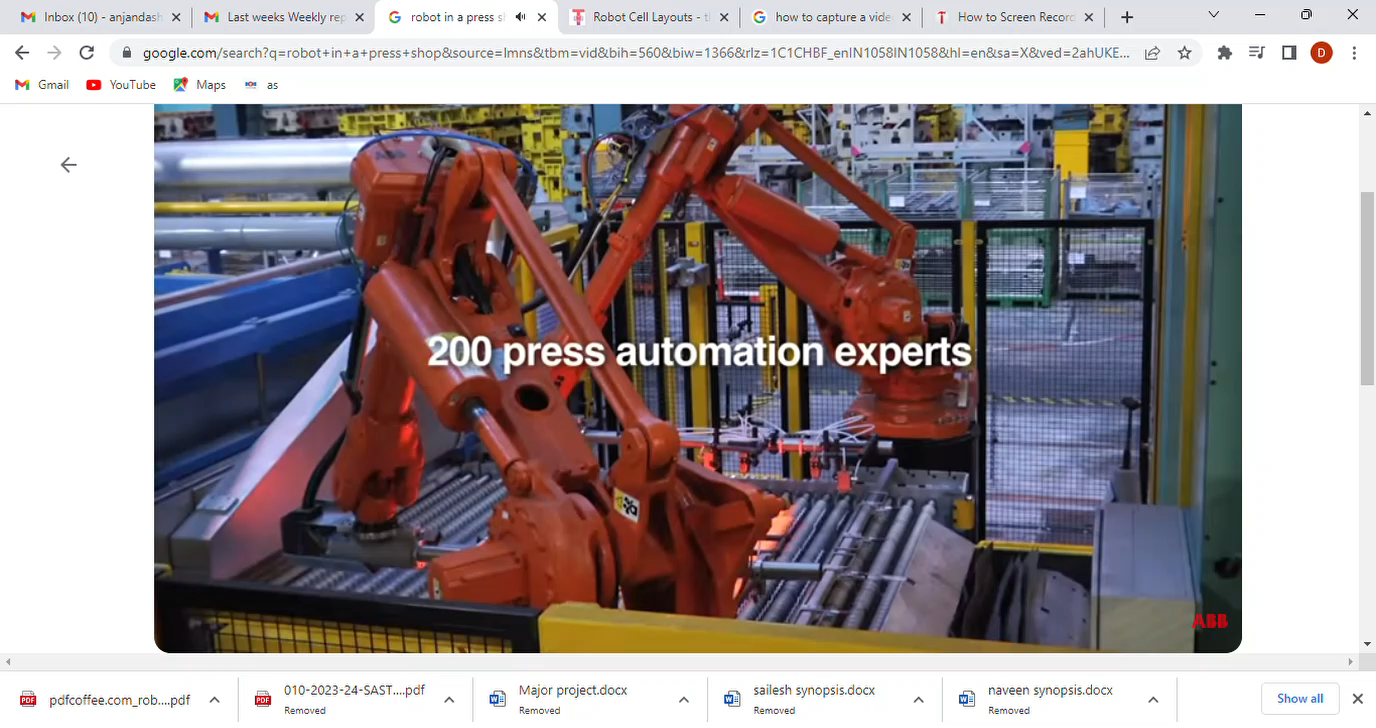 Inbox (10) - anjandash
Last weeks Weekly rep
robot in a press sh
Robot Cell Layouts - th
how to capture a vide
How to Screen Record
google.com/search?q=robot+in+a+press+shop&source=lmns&tbm=vid&bih=560&biw=1366&rlz=1C1CHBF_enIN1058IN1058&hl=en&sa=X&ved=2ahUKE...
D
Gmail
YouTube
Maps
as
200 press automation experts
ABB
pdfcoffee.com_rob....pdf
010-2023-24-SAST....pdf
Removed
Major project.docx
Removed
sailesh synopsis.docx
Removed
naveen synopsis.docx
Removed
Show all